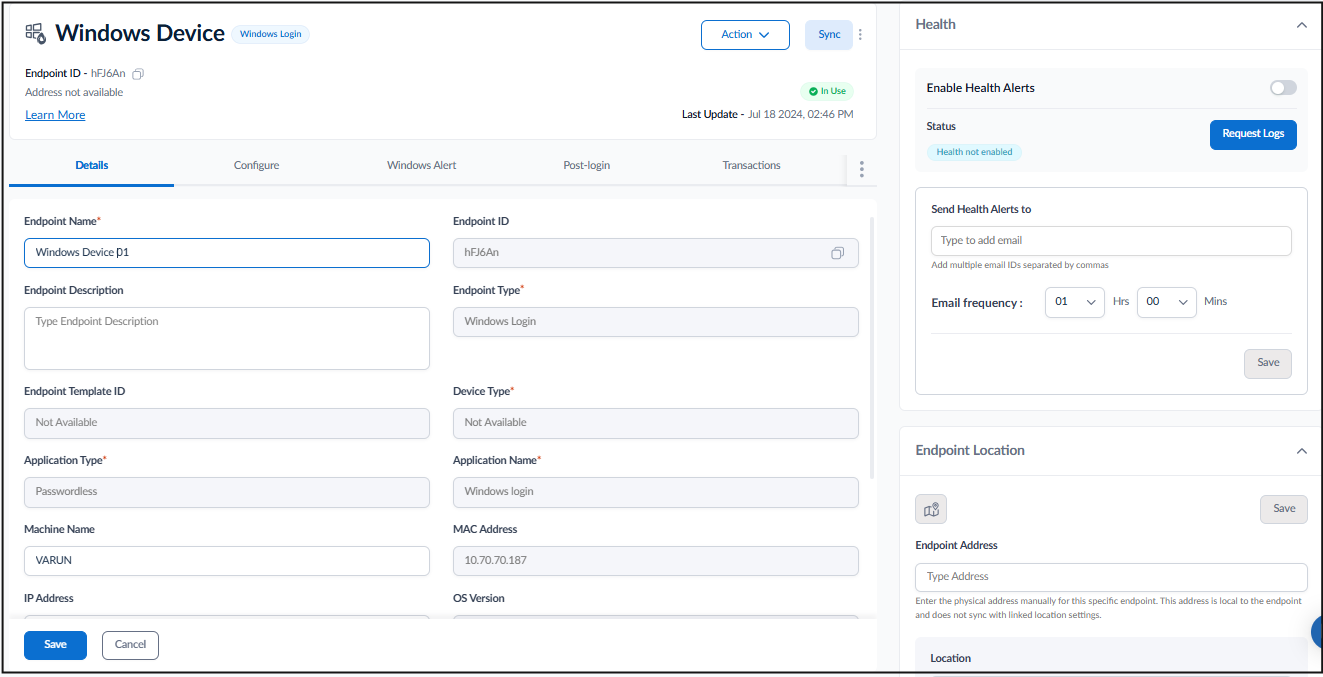 Windows Device
Windows Login
Action
Sync
Endpoint ID - hFJ6An
Address not available
Learn More
In Use
Last Update - Jul 18 2024, 02:46 PM
Details
Configure
Windows Alert
Post-login
Transactions
Endpoint Name*
Windows Device 01
Endpoint ID
hFJ6An
Endpoint Description
Type Endpoint Description
Endpoint Type*
Windows Login
Endpoint Template ID
Not Available
Device Type*
Not Available
Application Type*
Passwordless
Application Name*
Windows login
Machine Name
VARUN
MAC Address
10.70.70.187
IP Address
OS Version
Save
Cancel
Health
Enable Health Alerts
Status
Health not enabled
Request Logs
Send Health Alerts to
Type to add email
Add multiple email IDs separated by commas
Email frequency :
01
Hrs
00
Mins
Save
Endpoint Location
Save
Endpoint Address
Type Address
Enter the physical address manually for this specific endpoint. This address is local to the endpoint
and does not sync with linked location settings.
Location